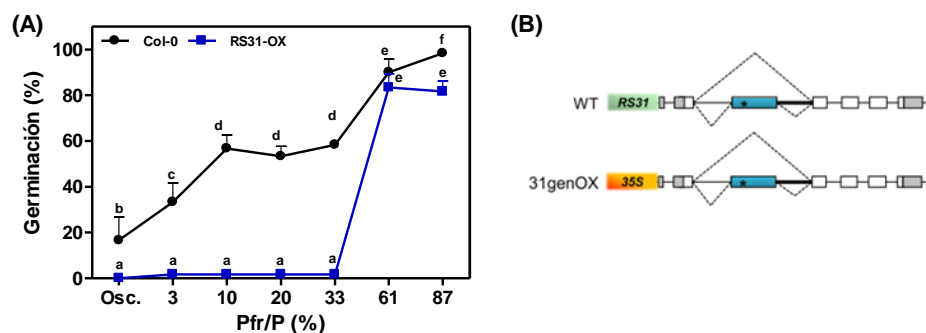 (A)
Col-0 RS31-OX
Germinación (%)
100
80
60
40
20
0
b c d d d e f
a a a a a e e
Osc. 3 10 20 33 61 87
Pfr/P (%)
(B)
WT RS31 *
31genOX 35S *